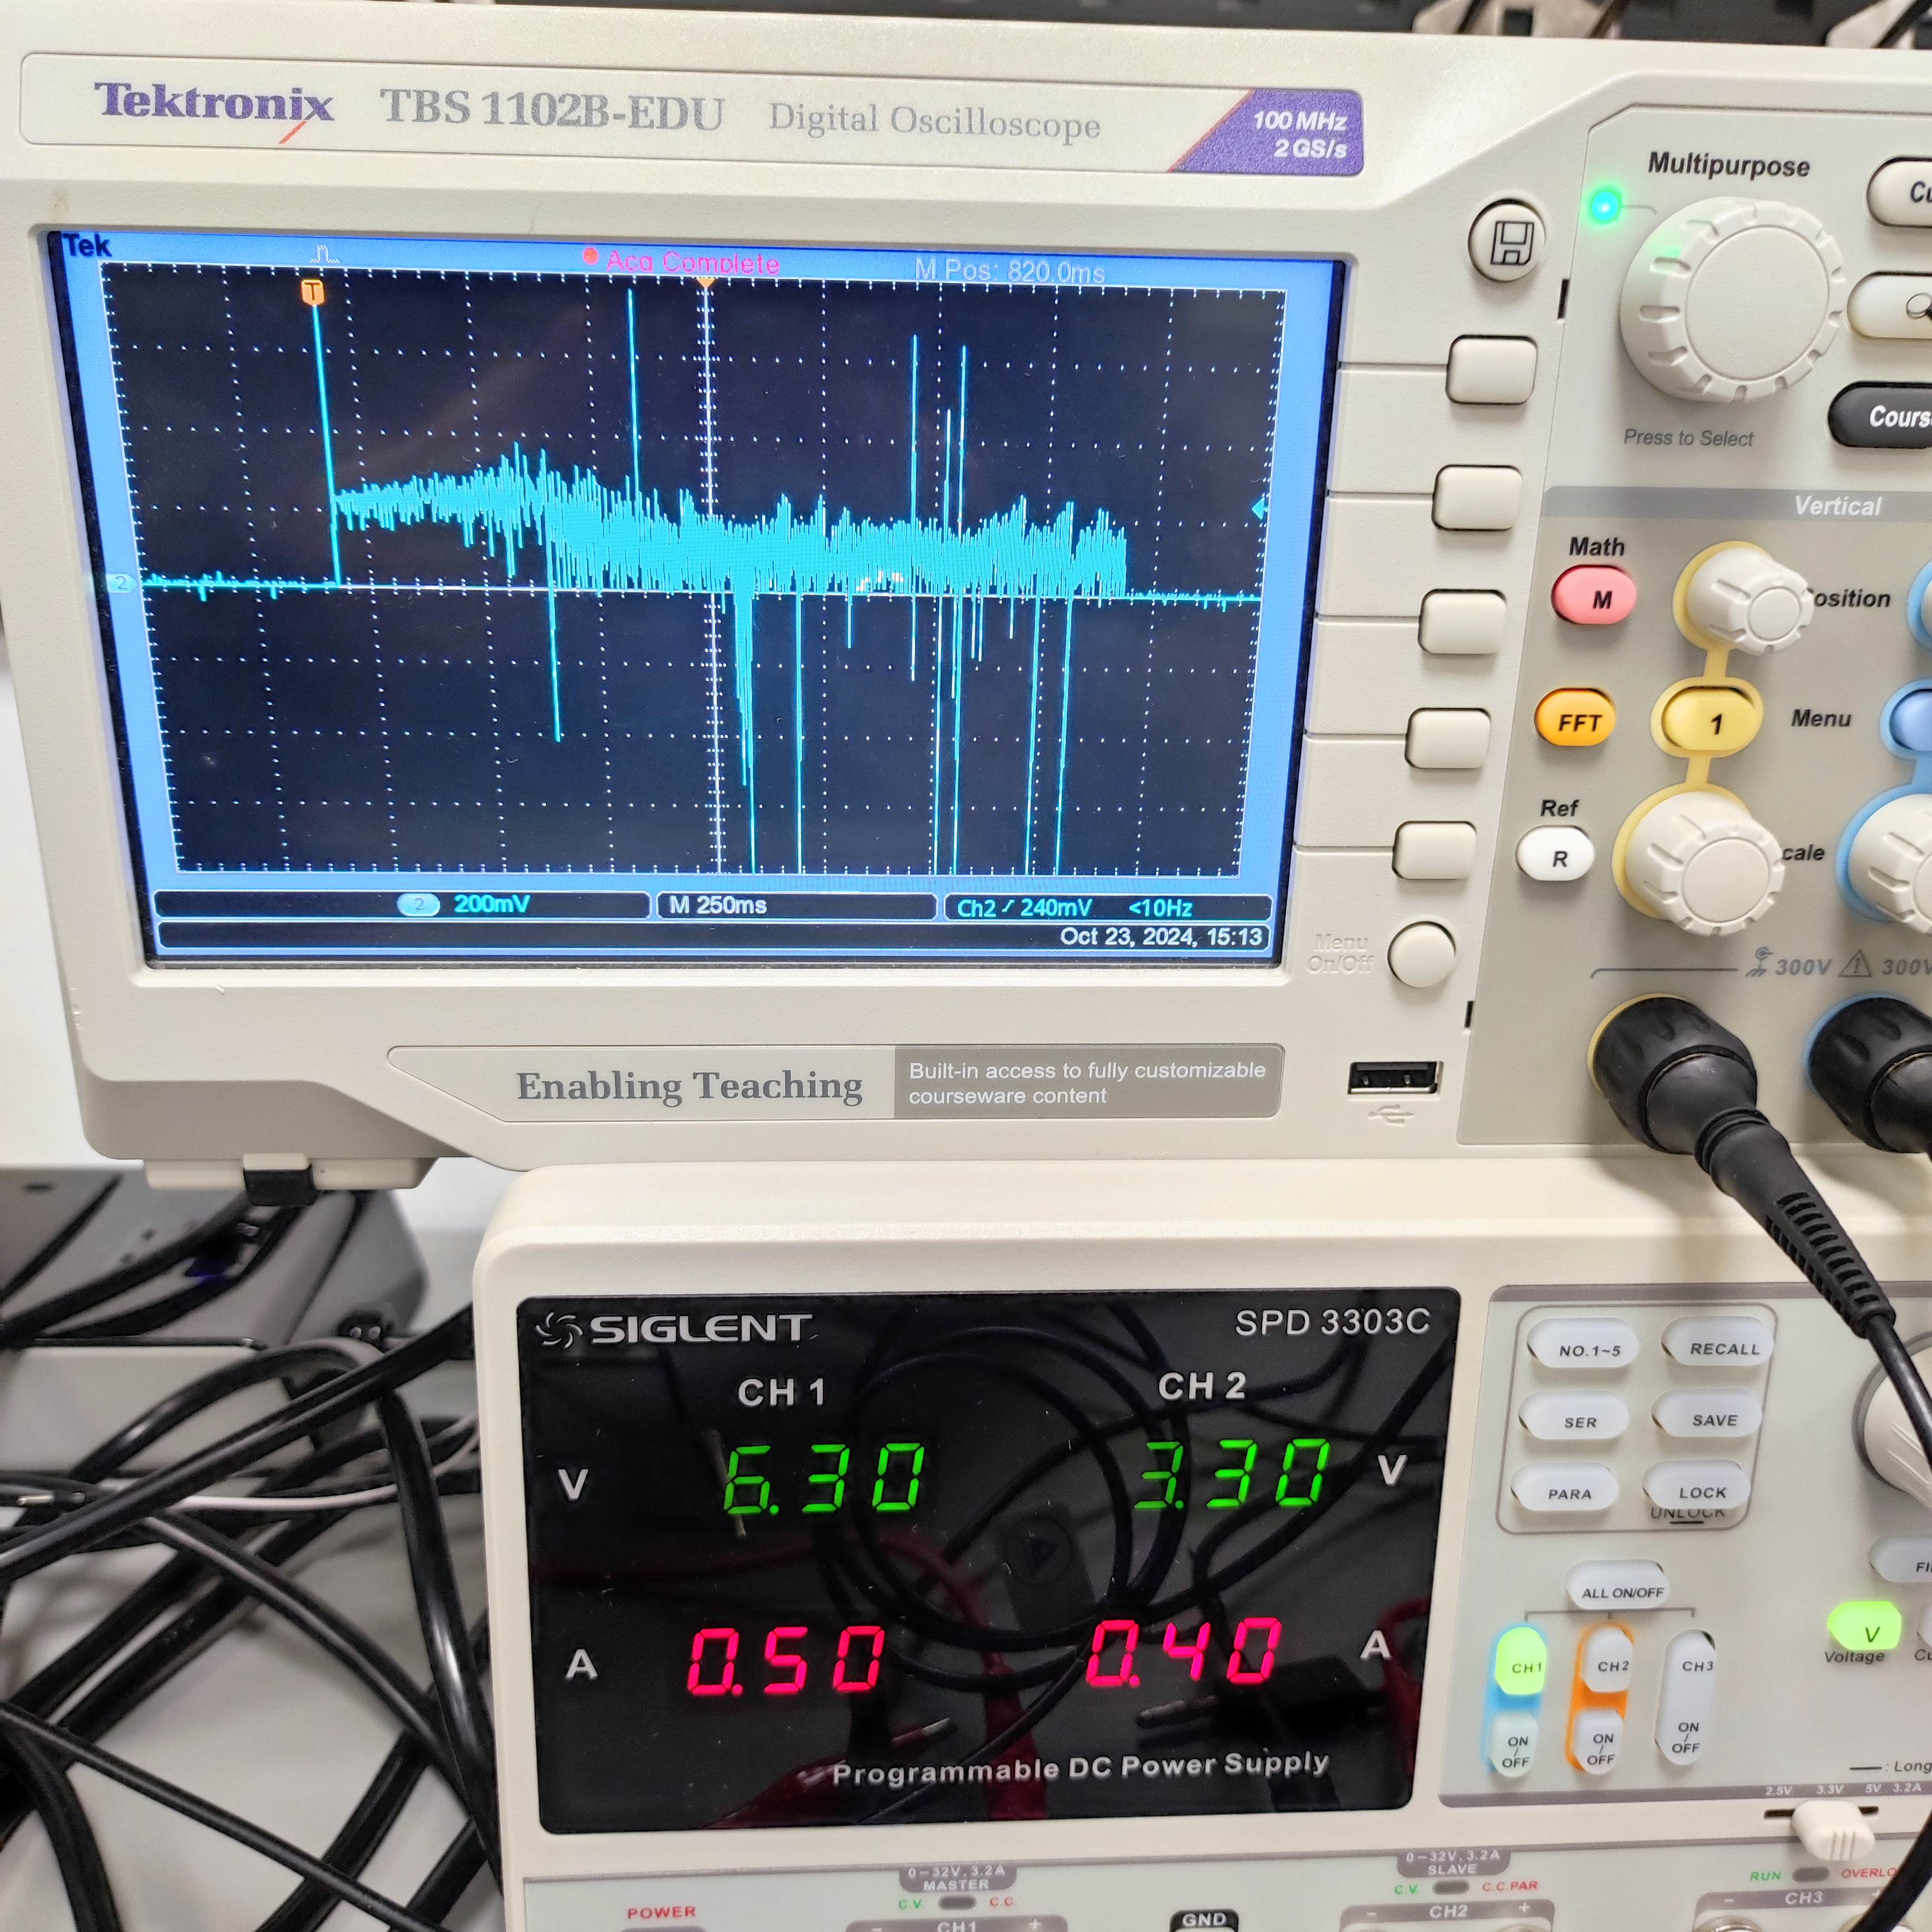 Tektronix TBS 1102B-EDU Digital Oscilloscope
100 MHz
2 GS/s
Multipurpose
Tek
Acq Complete
M Pos: 820.0ms
T
Press to Select
Vertical
Math
M
Position
2
FFT
1
Menu
Ref
R
Scale
2 200mV
M 250ms
Ch2 240mV <10Hz
Oct 23, 2024, 15:13
Menu
On/Off
300V
300V
Enabling Teaching
Built-in access to fully customizable
courseware content
SIGLENT
SPD 3303C
CH 1
CH 2
V 6.30 3.30 V
A 0.50 0.40 A
Programmable DC Power Supply
NO.1~5
RECALL
SER
SAVE
PARA
LOCK
UNLOCK
ALL ON/OFF
CH1
CH2
CH3
ON/OFF
ON/OFF
ON/OFF
V
Voltage
: Long
2.5V 3.3V 5V 3.2A
POWER
0~32V, 3.2A
MASTER
C.V. C.C.
CH1
- +
GND
0~32V, 3.2A
SLAVE
C.V. C.C.PAR
CH2
- +
RUN
CH3
- +